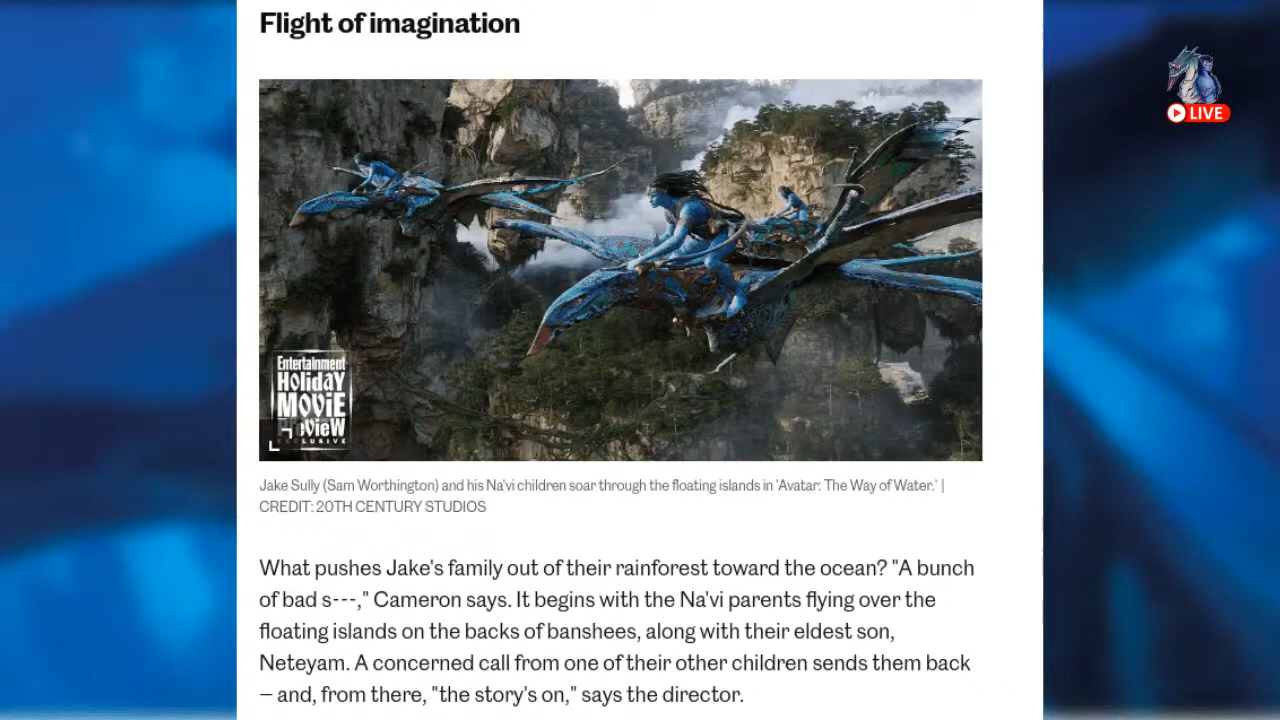 Flight of imagination
LIVE
Entertainment
HOLIDAY
MOVIE
PREVIEW
EXCLUSIVE
Jake Sully (Sam Worthington) and his Na'vi children soar through the floating islands in 'Avatar: The Way of Water.' |
CREDIT: 20TH CENTURY STUDIOS
What pushes Jake's family out of their rainforest toward the ocean? "A bunch
of bad s---," Cameron says. It begins with the Na'vi parents flying over the
floating islands on the backs of banshees, along with their eldest son,
Neteyam. A concerned call from one of their other children sends them back
– and, from there, "the story's on," says the director.